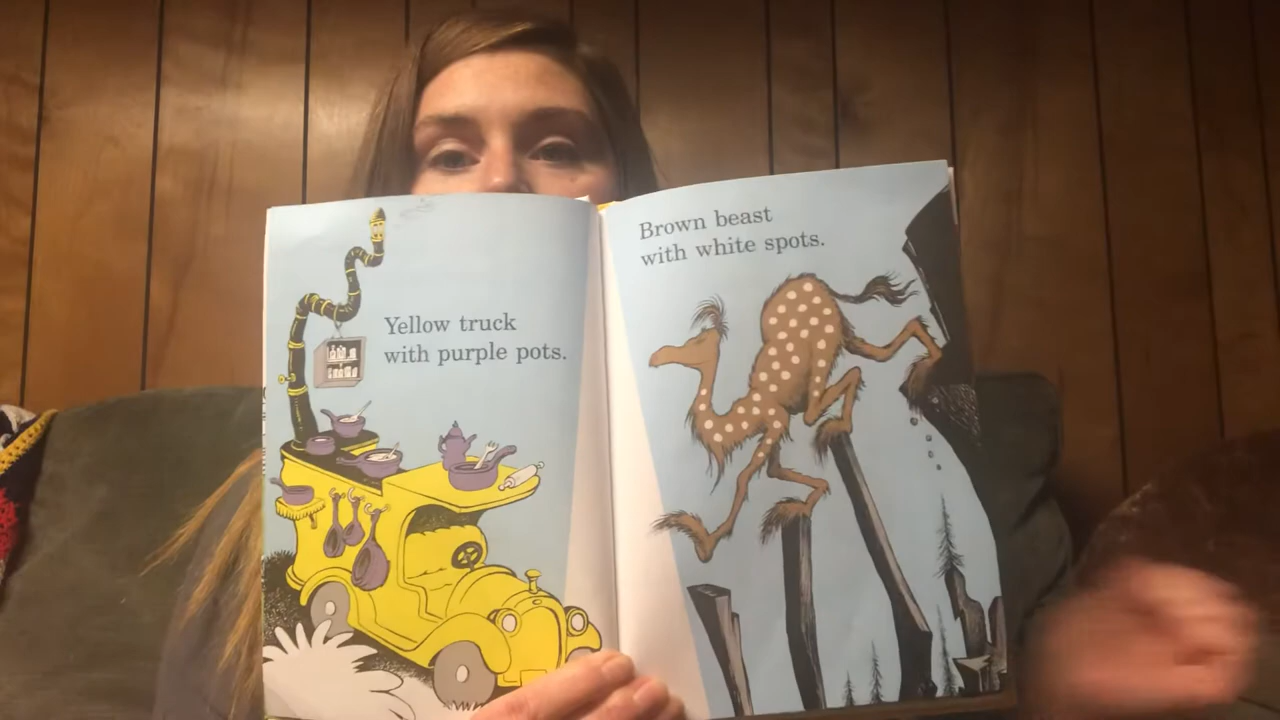 Yellow truck
with purple pots.
Brown beast
with white spots.